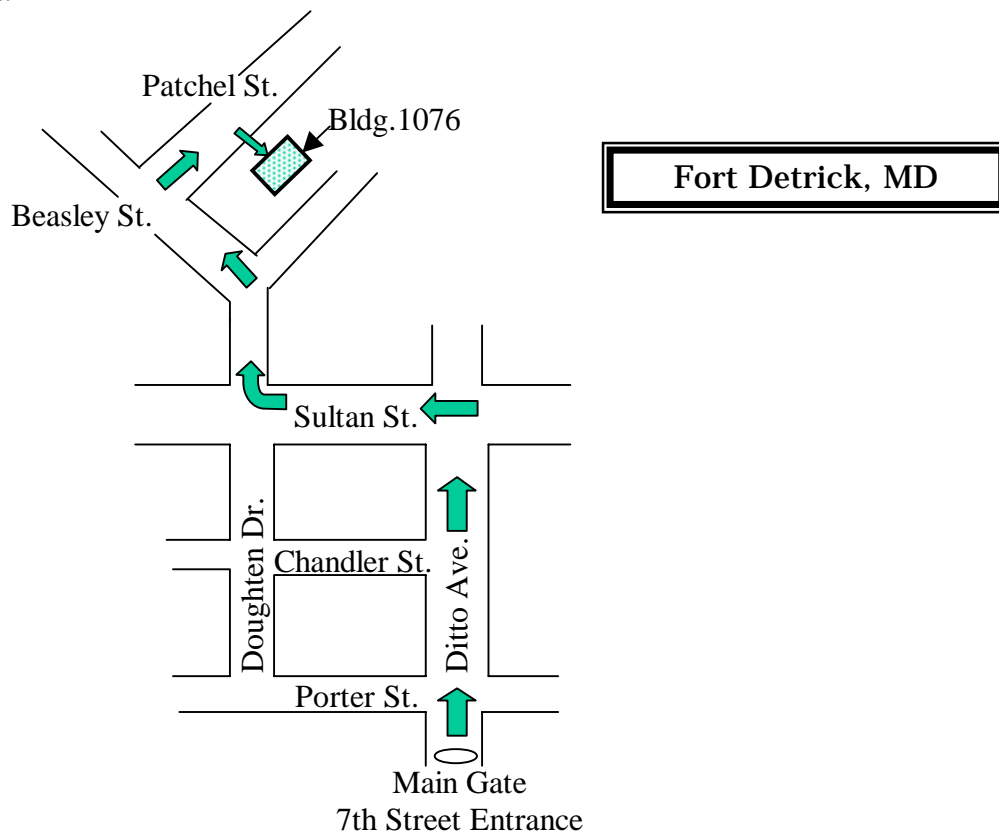 Patchel St.
Bldg.1076
Fort Detrick, MD
Beasley St.
Sultan St.
Doughten Dr.
Chandler St.
Ditto Ave.
Porter St.
Main Gate
7th Street Entrance